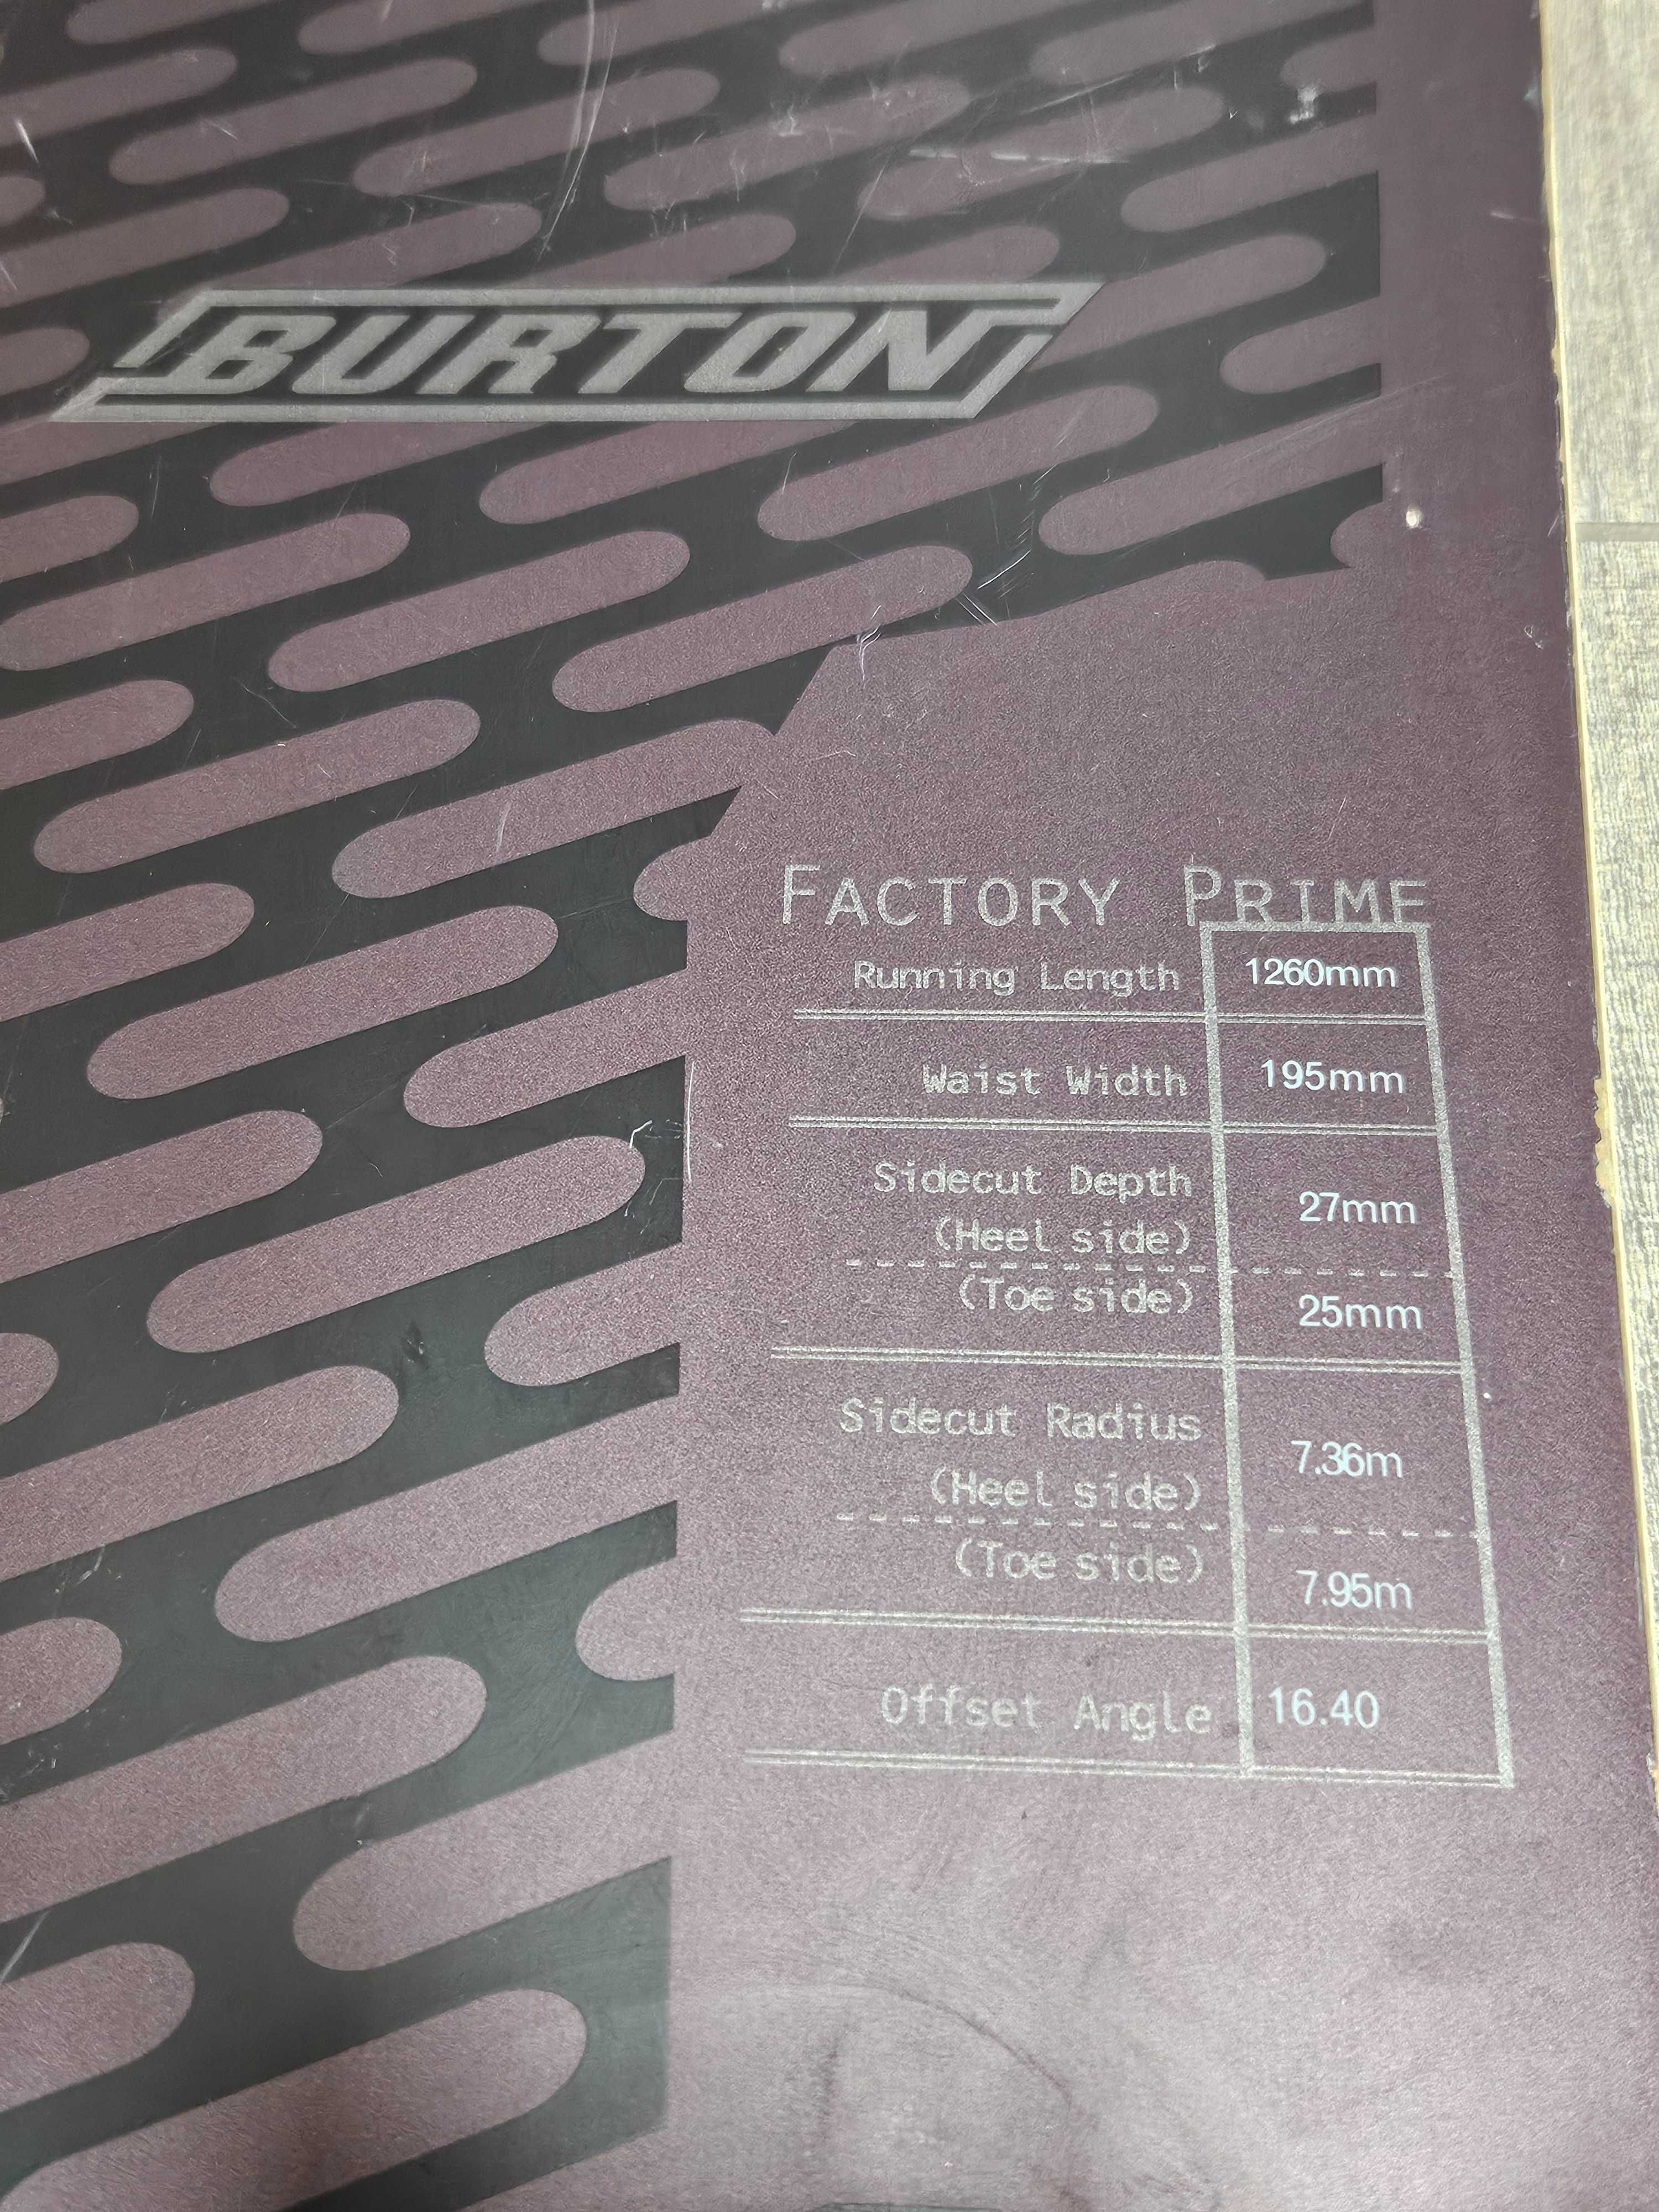 BURTON
FACTORY PRIME
Running Length 1260mm
Waist Width 195mm
Sidecut Depth
(Heel side) 27mm
(Toe side) 25mm
Sidecut Radius
(Heel side) 7.36m
(Toe side) 7.95m
Offset Angle 16.40